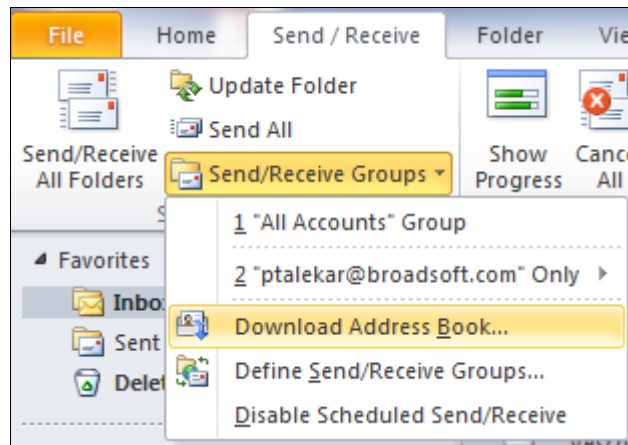 File Home Send / Receive Folder
Update Folder
Send All
Send/Receive Groups
Send/Receive
All Folders
Show
Progress
All
1 "All Accounts" Group
2 "ptalekar@broadsoft.com" Only
Download Address Book...
Define Send/Receive Groups...
Disable Scheduled Send/Receive
Favorites
Inbo
Sent
Delet